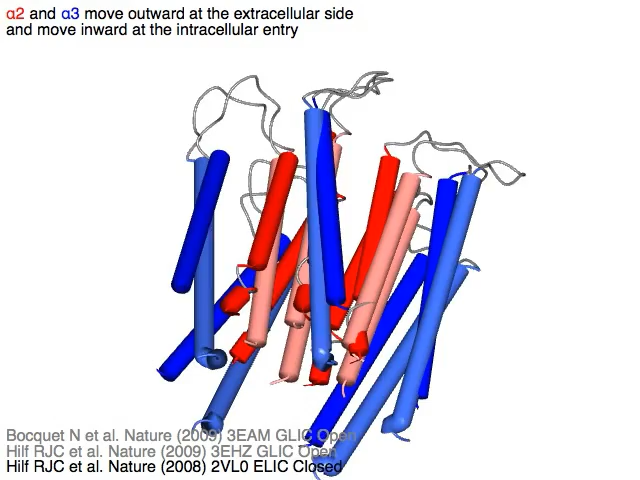 α2 and α3 move outward at the extracellular side
and move inward at the intracellular entry
Bocquet N et al. Nature (2009) 3EAM GLIC Open
Hilf RJC et al. Nature (2009) 3EHZ GLIC Open
Hilf RJC et al. Nature (2008) 2VL0 ELIC Closed